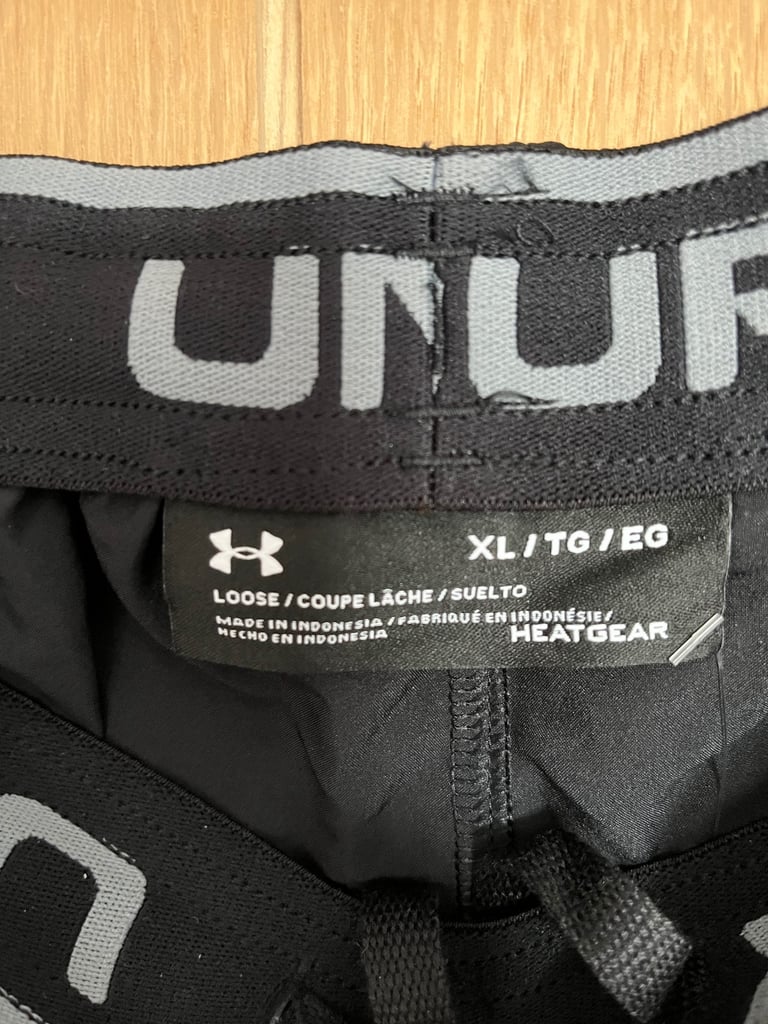 UNUR
XL / TG / EG
LOOSE / COUPE LÂCHE / SUELTO
MADE IN INDONESIA / FABRIQUÉ EN INDONÉSIE /
HECHO EN INDONESIA
HEATGEAR